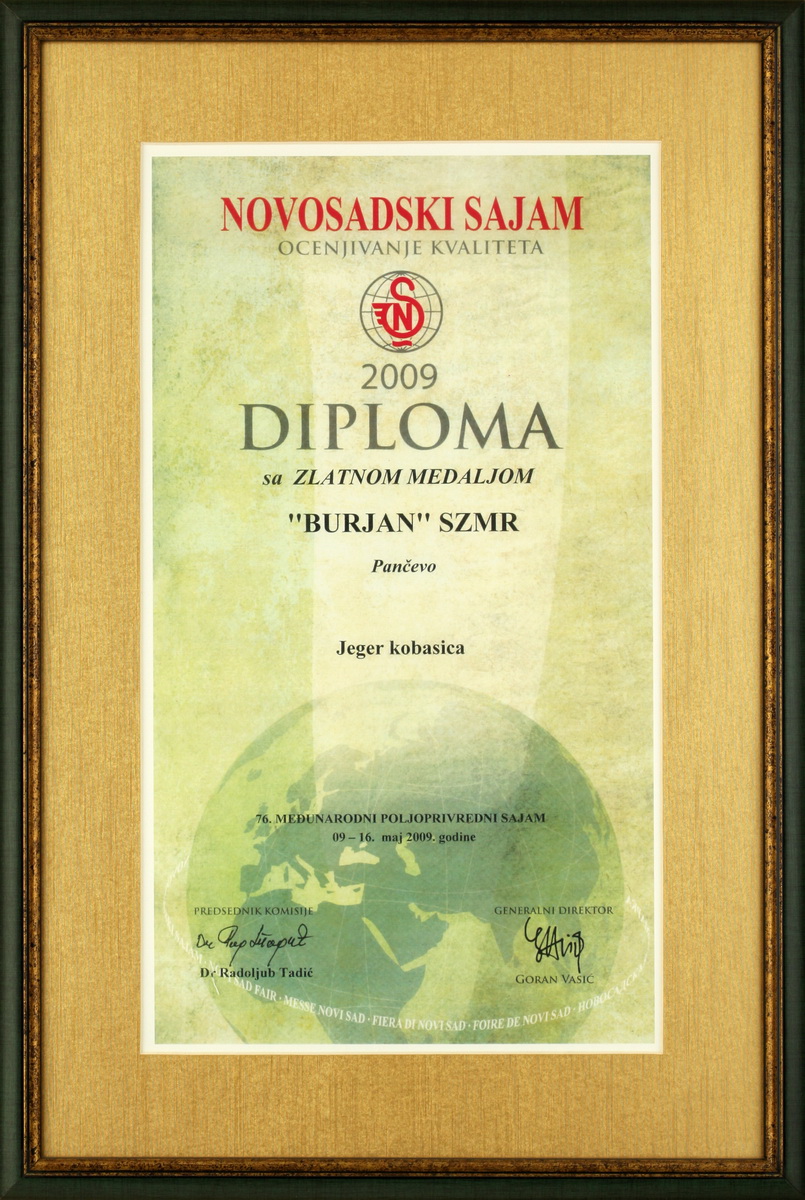 NOVOSADSKI SAJAM
OCENJIVANJE KVALITETA
N
2009
DIPLOMA
sa ZLATNOM MEDALJOM
"BURJAN" SZMR
Pančevo
Jeger kobasica
76. MEĐUNARODNI POLJOPRIVREDNI SAJAM
09 – 16. maj 2009. godine
PREDSEDNIK KOMISIJE
GENERALNI DIREKTOR
Dr Radoljub Tadić
GORAN VASIĆ
SAD FAIR · MESSE NOVI SAD · FIERA DI NOVI SAD · FOIRE DE NOVI SAD